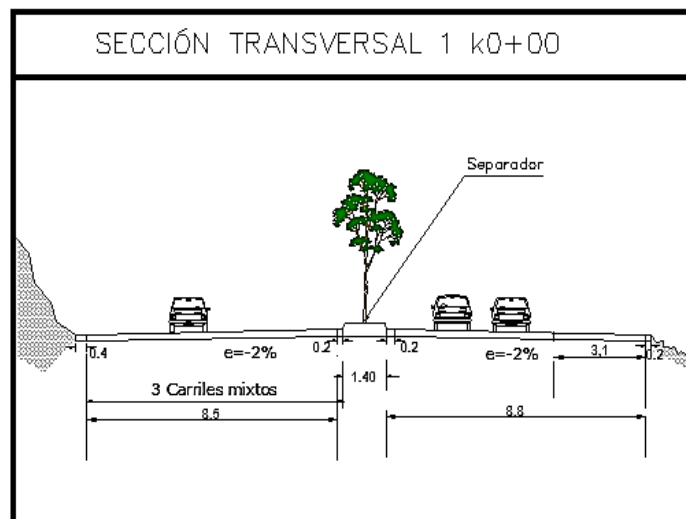 SECCIÓN TRANSVERSAL 1 k0+00
Separador
0.4
e=-2%
0.2
0.2
e=-2%
3,1
0.2
1.40
3 Carriles mixtos
8.5
8.8